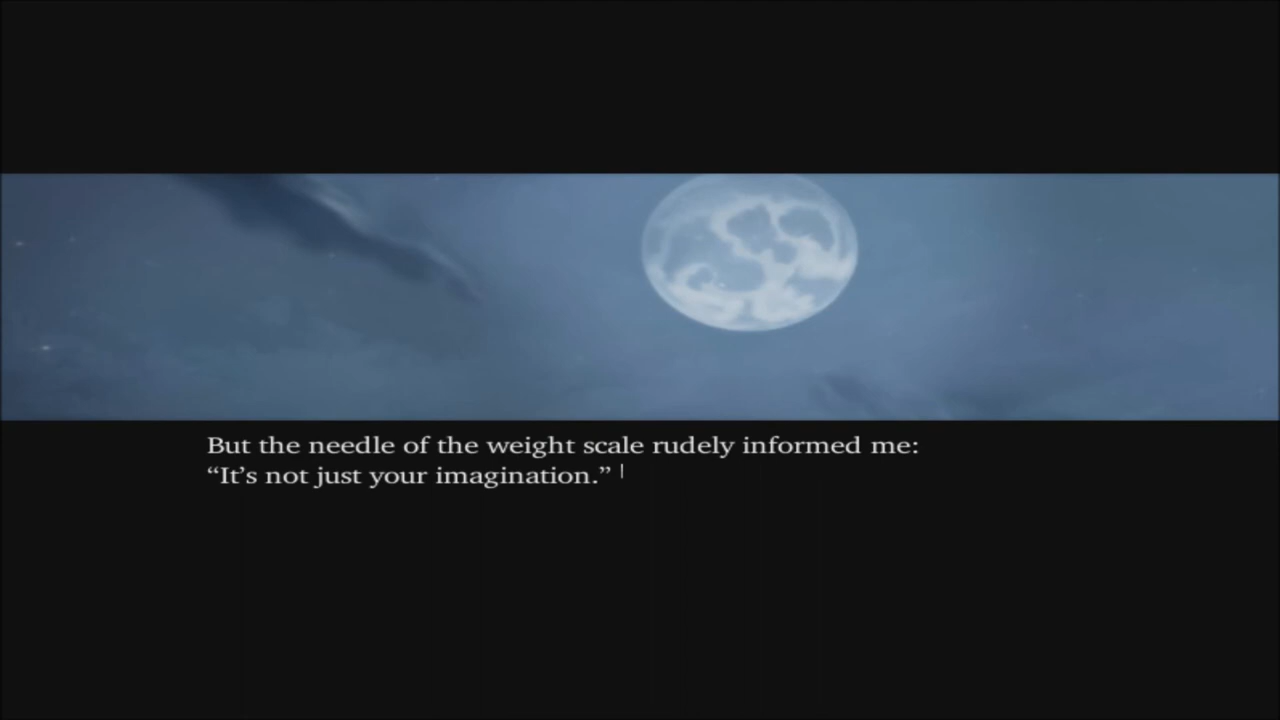 But the needle of the weight scale rudely informed me:
“It’s not just your imagination.”